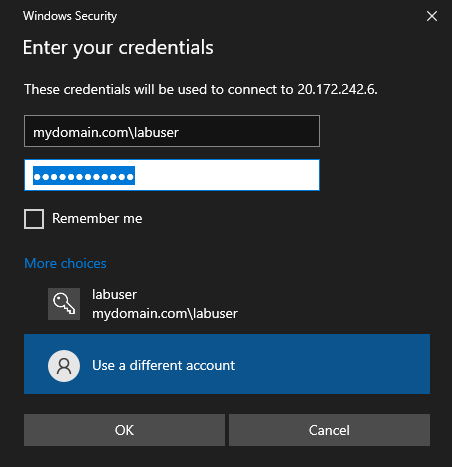 Windows Security
Enter your credentials
These credentials will be used to connect to 20.172.242.6.
mydomain.com\labuser
●●●●●●●●●●●●
Remember me
More choices
labuser
mydomain.com\labuser
Use a different account
OK
Cancel